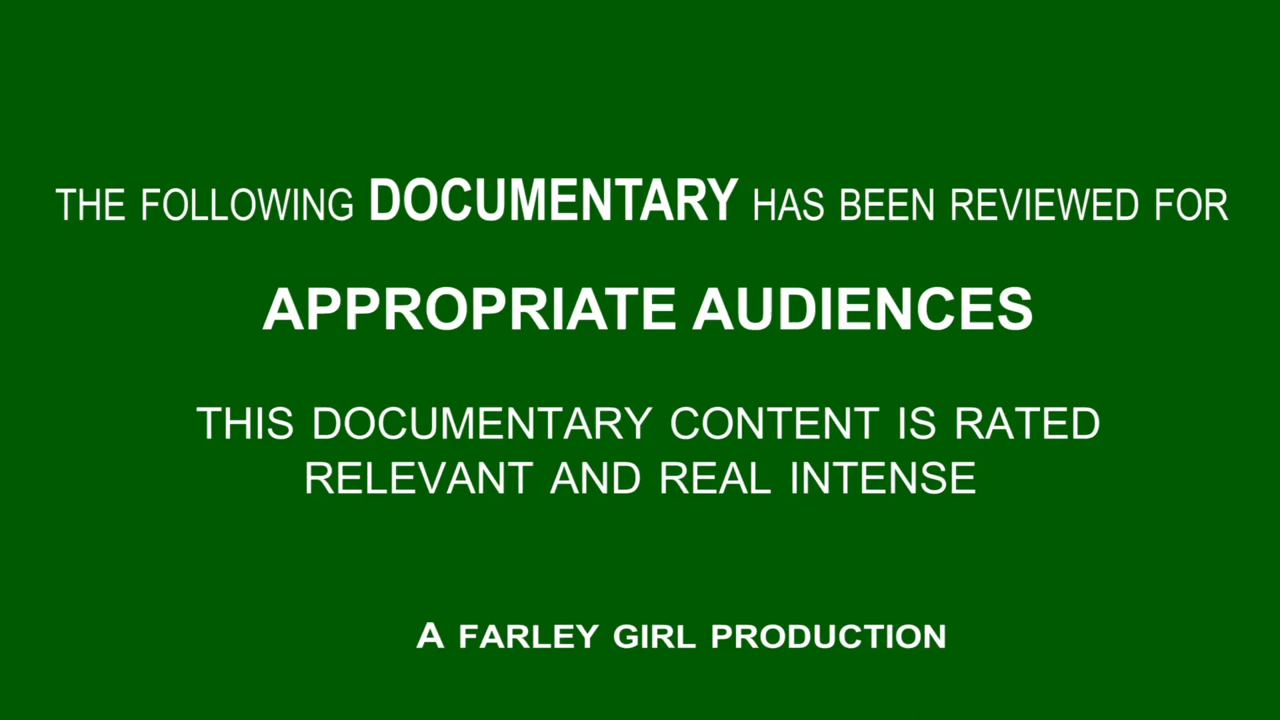 THE FOLLOWING DOCUMENTARY HAS BEEN REVIEWED FOR
APPROPRIATE AUDIENCES
THIS DOCUMENTARY CONTENT IS RATED
RELEVANT AND REAL INTENSE
A FARLEY GIRL PRODUCTION